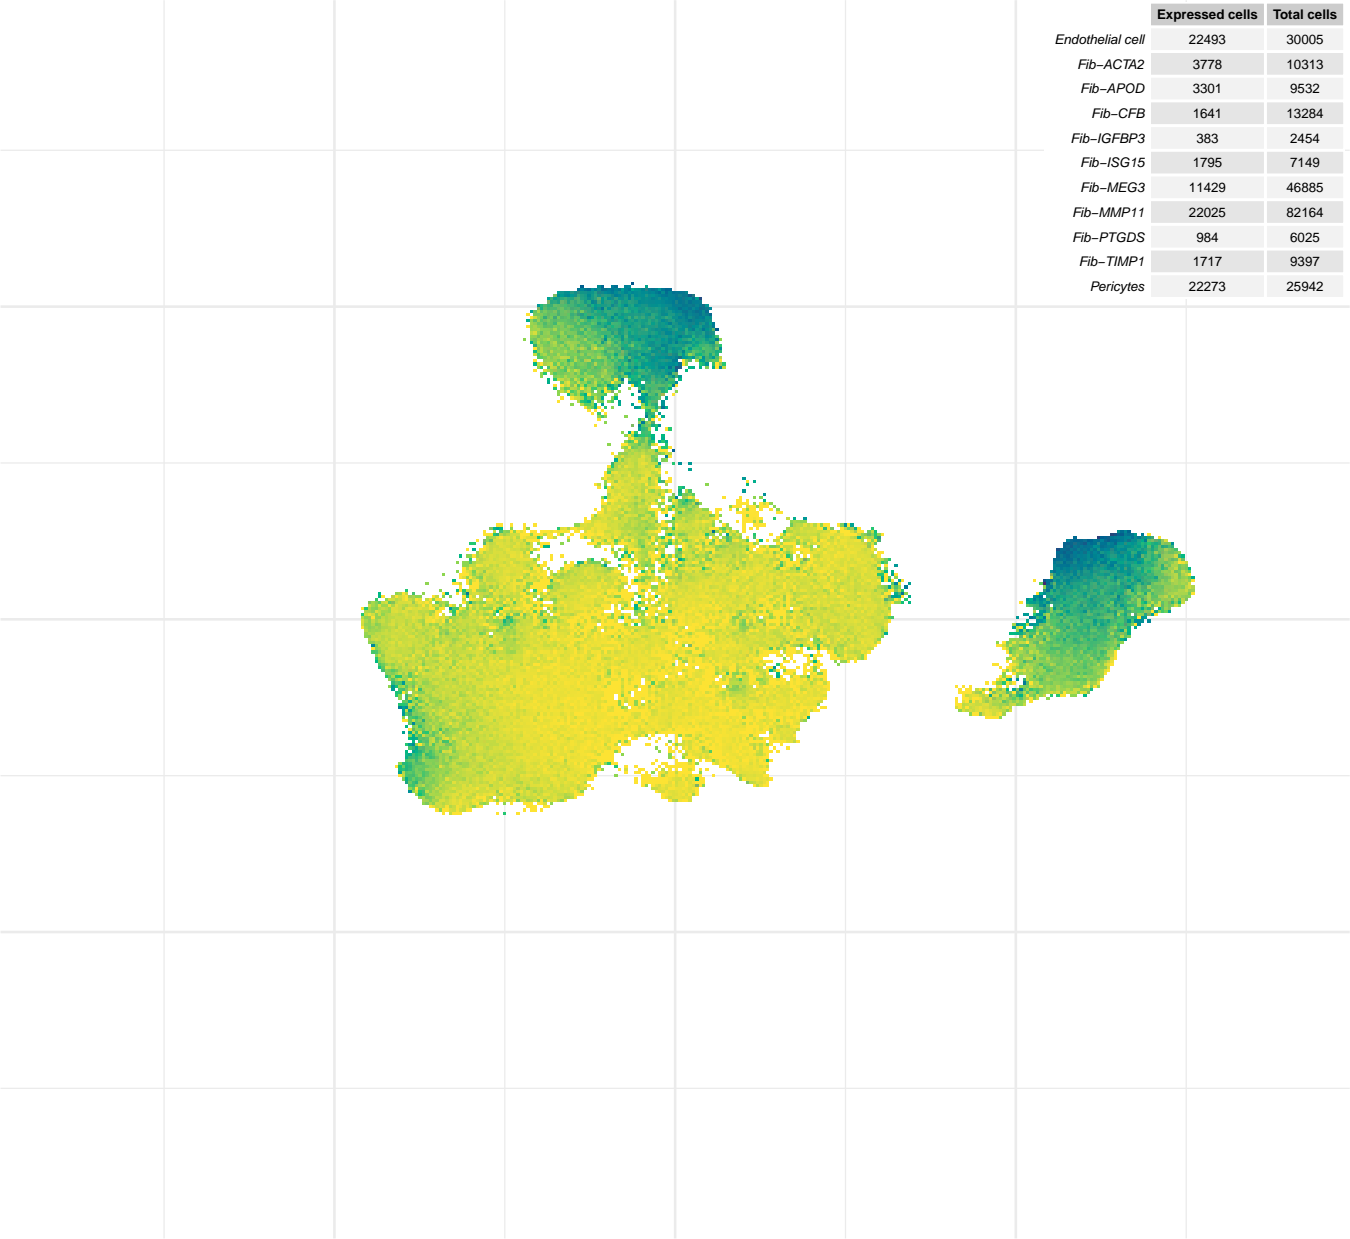 Expressed cells Total cells
Endothelial cell 22493 30005
Fib−ACTA2 3778 10313
Fib−APOD 3301 9532
Fib−CFB 1641 13284
Fib−IGFBP3 383 2454
Fib−ISG15 1795 7149
Fib−MEG3 11429 46885
Fib−MMP11 22025 82164
Fib−PTGDS 984 6025
Fib−TIMP1 1717 9397
Pericytes 22273 25942